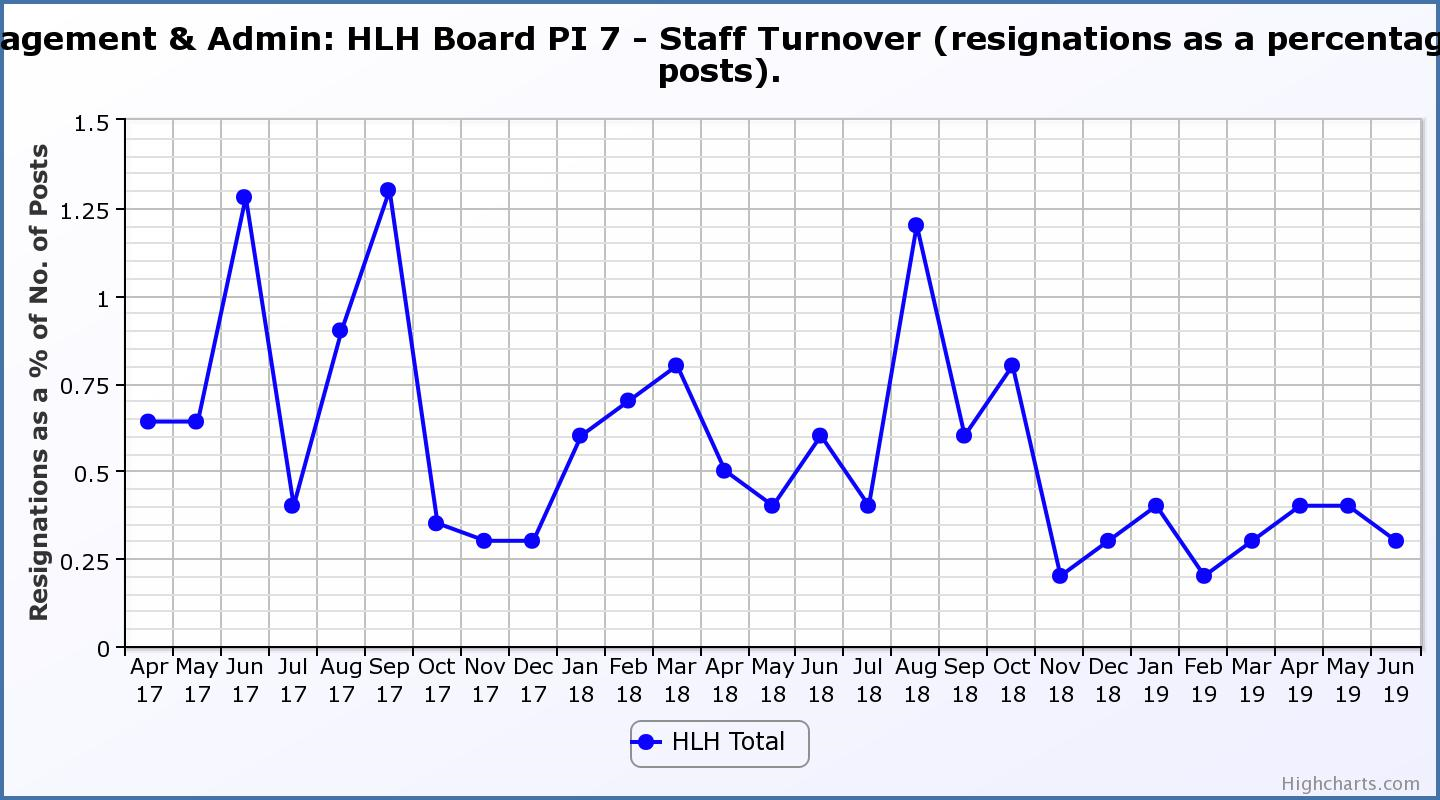 agement & Admin: HLH Board PI 7 - Staff Turnover (resignations as a percentag
posts).
Resignations as a % of No. of Posts
1.5
1.25
1
0.75
0.5
0.25
0
Apr May Jun Jul Aug Sep Oct Nov Dec Jan Feb Mar Apr May Jun Jul Aug Sep Oct Nov Dec Jan Feb Mar Apr May Jun
17 17 17 17 17 17 17 17 17 18 18 18 18 18 18 18 18 18 18 18 18 19 19 19 19 19 19
HLH Total
Highcharts.com